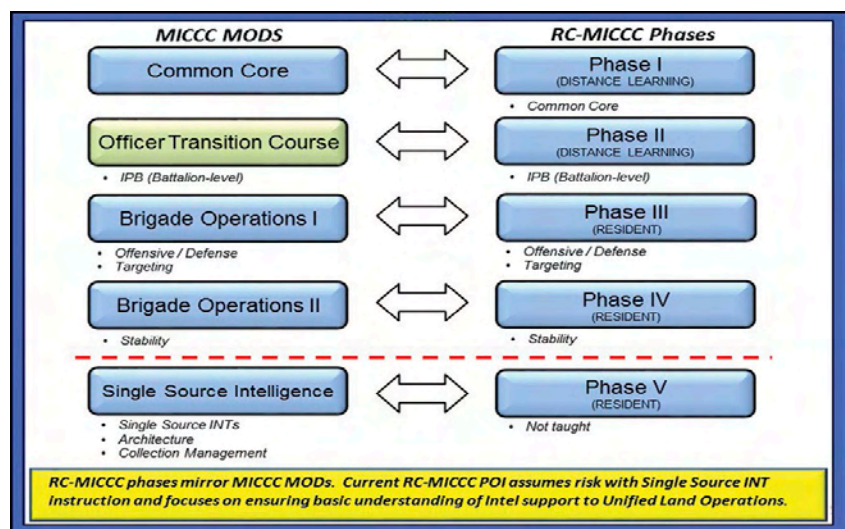 MICCC MODS
RC-MICCC Phases
Common Core
Phase I
(DISTANCE LEARNING)
• Common Core
Officer Transition Course
Phase II
(DISTANCE LEARNING)
• IPB (Battalion-level)
• IPB (Battalion-level)
Brigade Operations I
Phase III
(RESIDENT)
• Offensive / Defense
• Targeting
• Offensive / Defense
• Targeting
Brigade Operations II
Phase IV
(RESIDENT)
• Stability
• Stability
Single Source Intelligence
Phase V
(RESIDENT)
• Single Source INTs
• Architecture
• Collection Management
• Not taught
RC-MICCC phases mirror MICCC MODs. Current RC-MICCC POI assumes risk with Single Source INT
instruction and focuses on ensuring basic understanding of Intel support to Unified Land Operations.